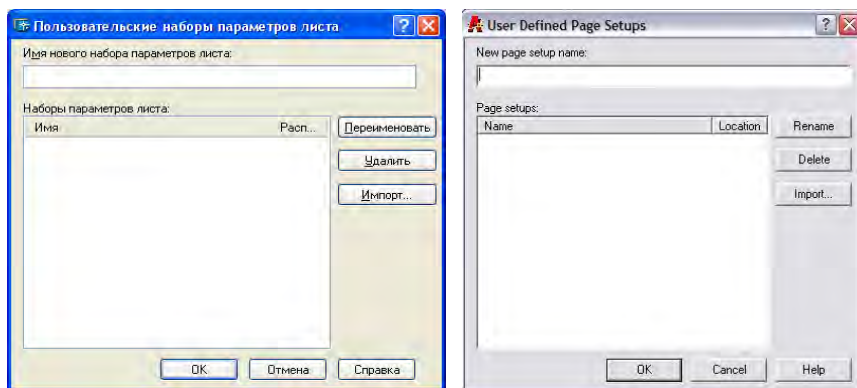 Пользовательские наборы параметров листа
Имя нового набора параметров листа:
Наборы параметров листа:
Имя Расп...
Переименовать
Удалить
Импорт...
ОК Отмена Справка
User Defined Page Setups
New page setup name:
Page setups:
Name Location
Rename
Delete
Import...
OK Cancel Help